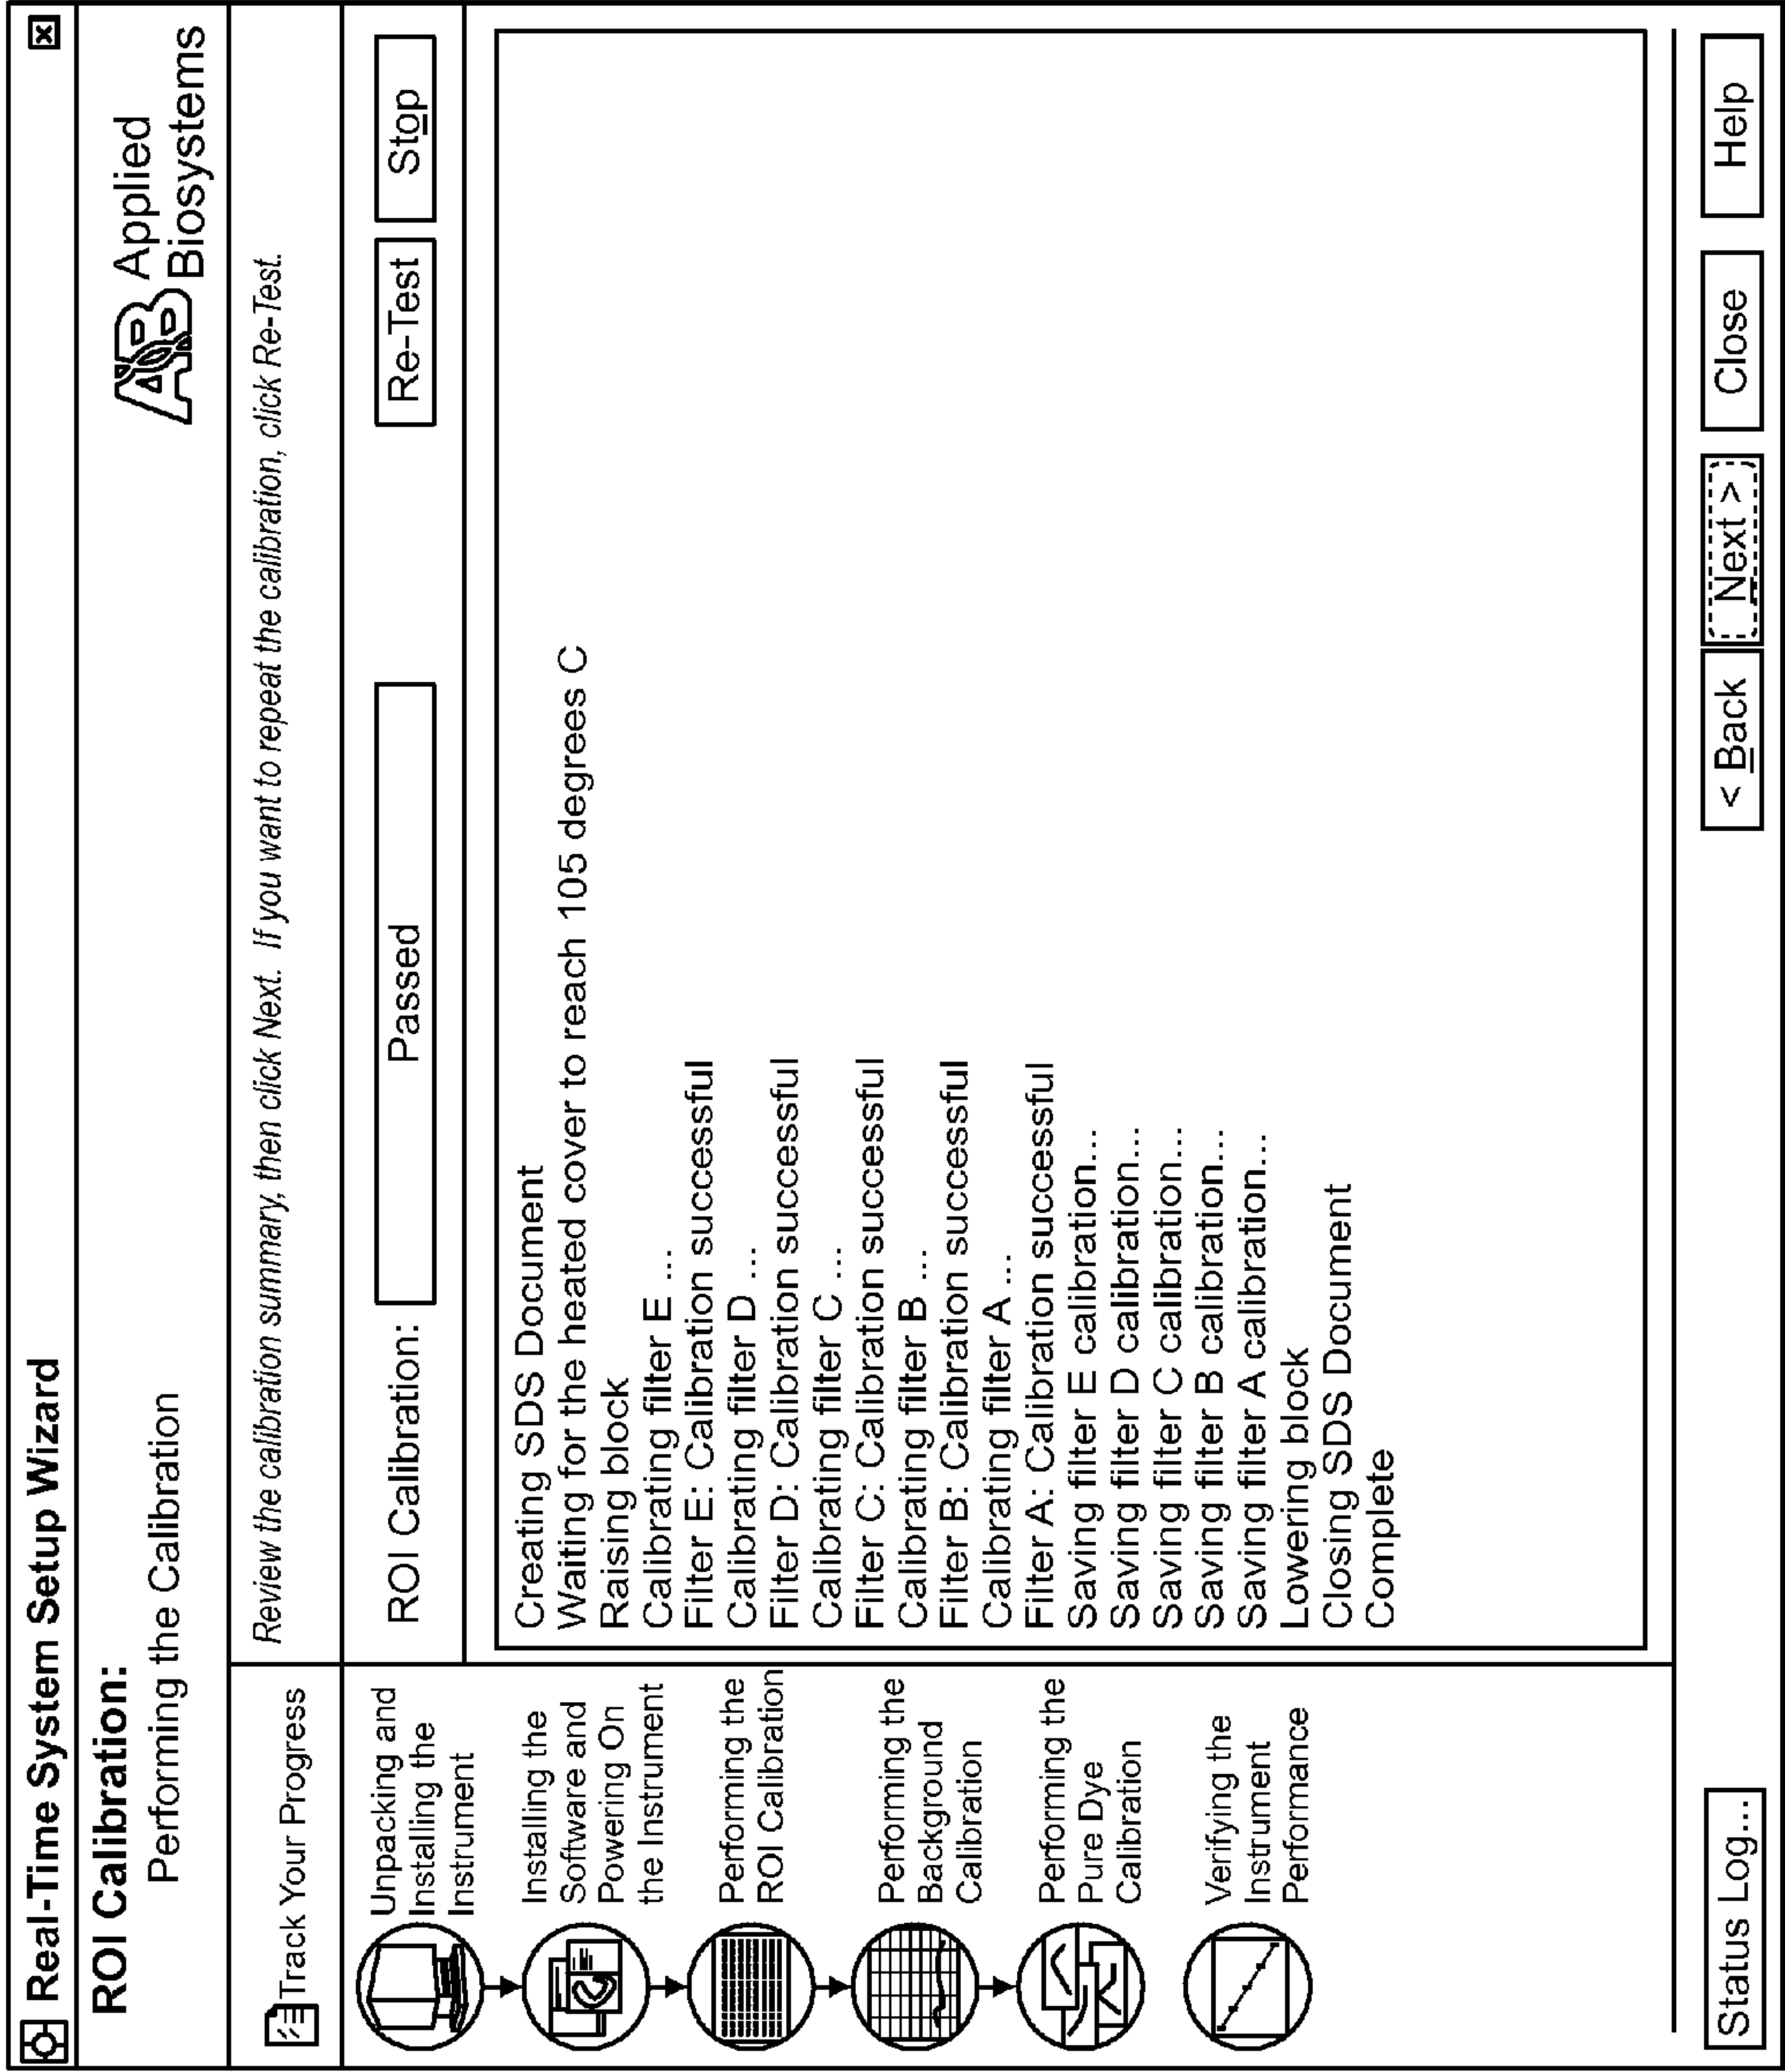 Real-Time System Setup Wizard
ROI Calibration:
Performing the Calibration
AB Applied
Biosystems
Track Your Progress
Review the calibration summary, then click Next. If you want to repeat the calibration, click Re-Test.
Unpacking and
Installing the
Instrument
Installing the
Software and
Powering On
the Instrument
Performing the
ROI Calibration
Performing the
Background
Calibration
Performing the
Pure Dye
Calibration
Verifying the
Instrument
Performance
ROI Calibration: Passed Re-Test Stop
Creating SDS Document
Waiting for the heated cover to reach 105 degrees C
Raising block
Calibrating filter E ...
Filter E: Calibration successful
Calibrating filter D ...
Filter D: Calibration successful
Calibrating filter C ...
Filter C: Calibration successful
Calibrating filter B ...
Filter B: Calibration successful
Calibrating filter A ...
Filter A: Calibration successful
Saving filter E calibration...
Saving filter D calibration...
Saving filter C calibration...
Saving filter B calibration...
Saving filter A calibration...
Lowering block
Closing SDS Document
Complete
Status Log... < Back Next > Close Help